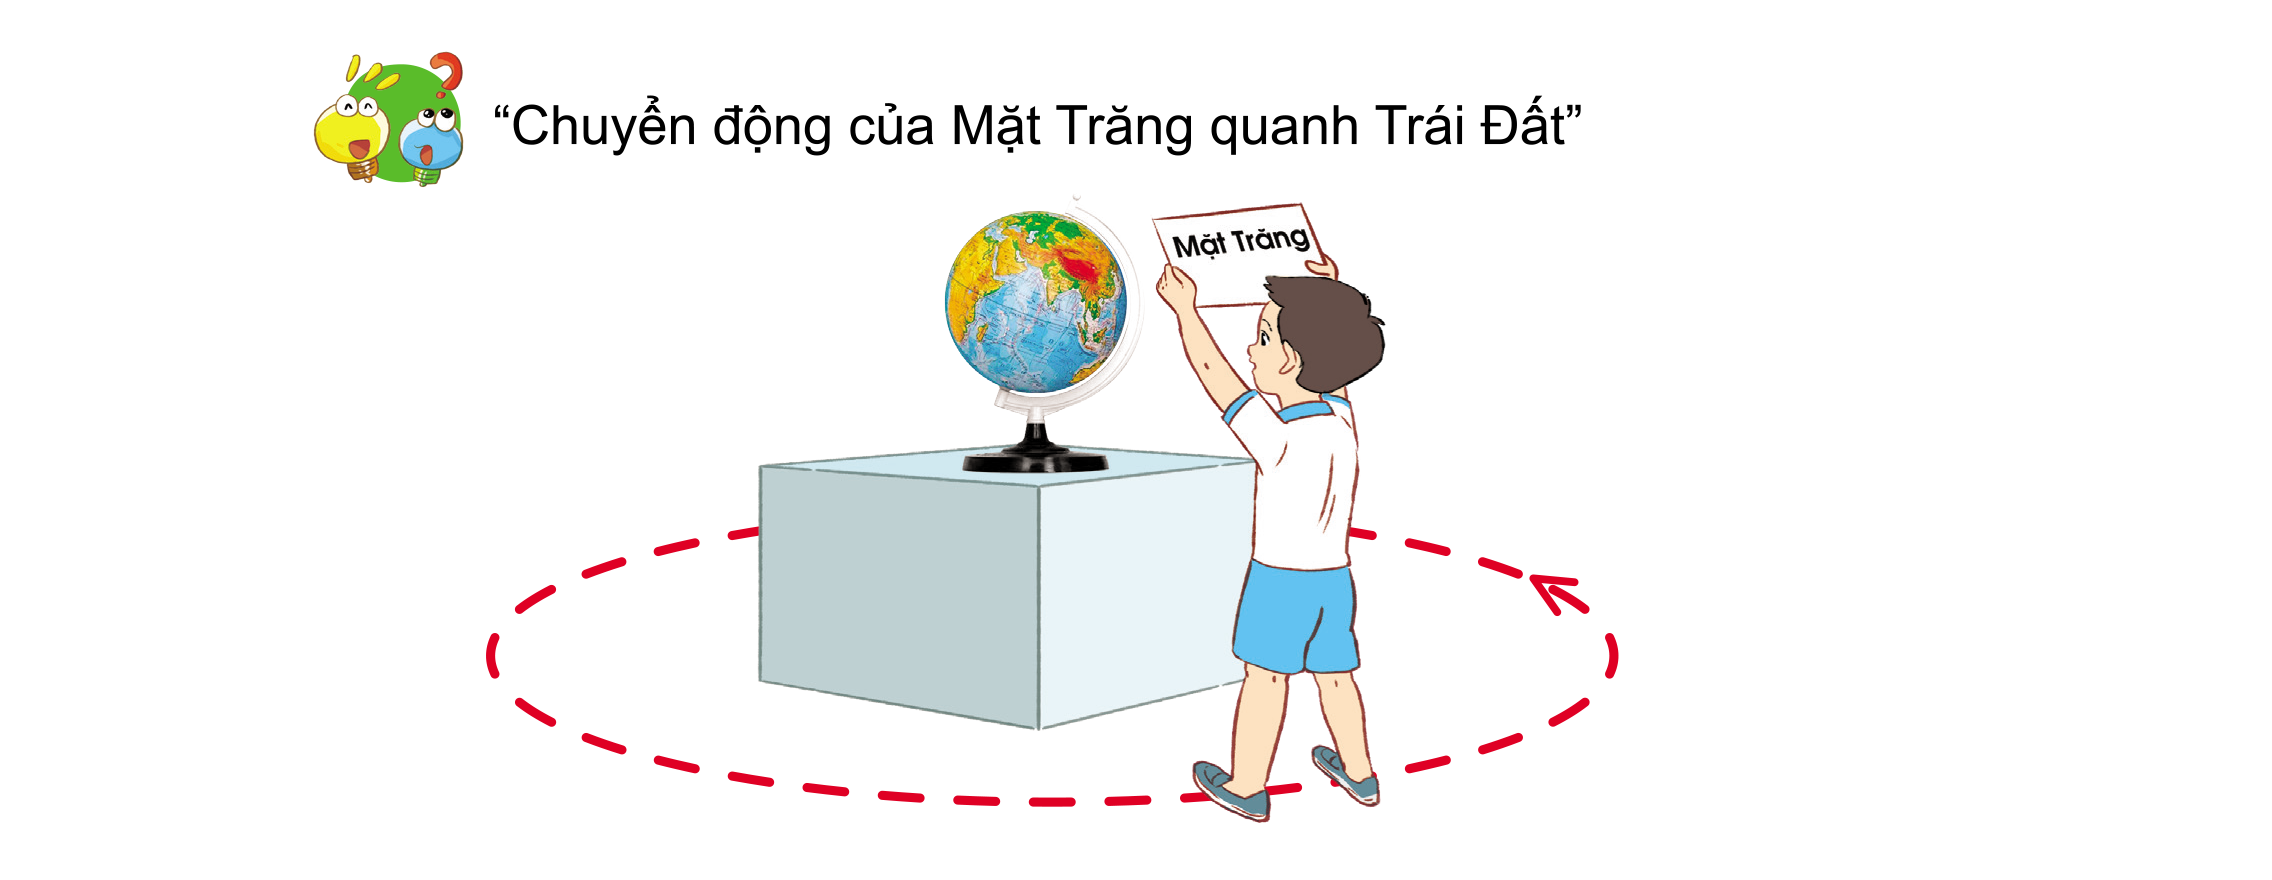 “Chuyển động của Mặt Trăng quanh Trái Đất”
Mặt Trăng